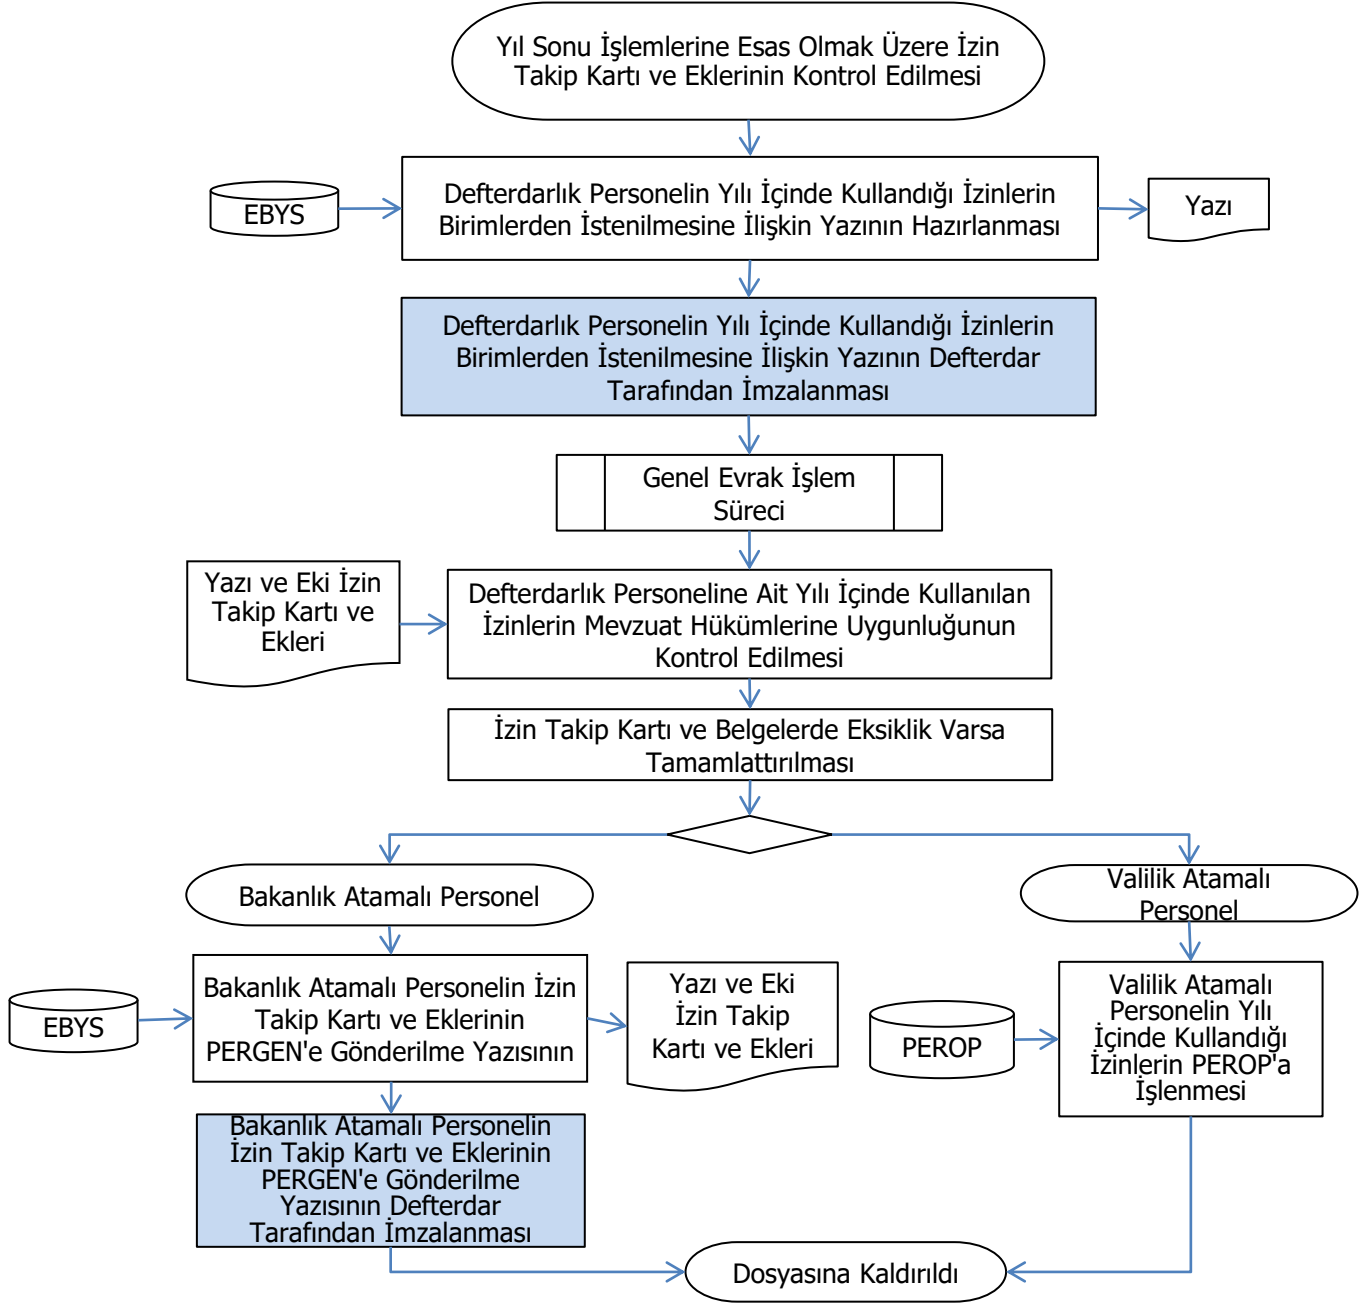 Yıl Sonu İşlemlerine Esas Olmak Üzere İzin
Takip Kartı ve Eklerinin Kontrol Edilmesi
EBYS
Defterdarlık Personelin Yılı İçinde Kullandığı İzinlerin
Birimlerden İstenilmesine İlişkin Yazının Hazırlanması
Yazı
Defterdarlık Personelin Yılı İçinde Kullandığı İzinlerin
Birimlerden İstenilmesine İlişkin Yazının Defterdar
Tarafından İmzalanması
Genel Evrak İşlem
Süreci
Yazı ve Eki İzin
Takip Kartı ve
Ekleri
Defterdarlık Personeline Ait Yılı İçinde Kullanılan
İzinlerin Mevzuat Hükümlerine Uygunluğunun
Kontrol Edilmesi
İzin Takip Kartı ve Belgelerde Eksiklik Varsa
Tamamlattırılması
Bakanlık Atamalı Personel
Valilik Atamalı
Personel
EBYS
Bakanlık Atamalı Personelin İzin
Takip Kartı ve Eklerinin
PERGEN'e Gönderilme Yazısının
Yazı ve Eki
İzin Takip
Kartı ve Ekleri
PEROP
Valilik Atamalı
Personelin Yılı
İçinde Kullandığı
İzinlerin PEROP'a
İşlenmesi
Bakanlık Atamalı Personelin
İzin Takip Kartı ve Eklerinin
PERGEN'e Gönderilme
Yazısının Defterdar
Tarafından İmzalanması
Dosyasına Kaldırıldı